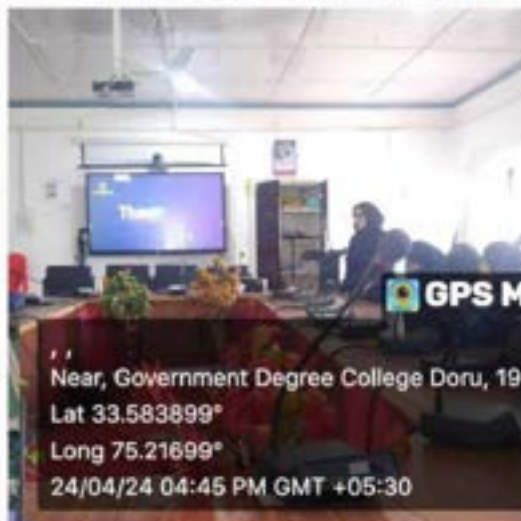 GPS M
, ,
Near, Government Degree College Doru, 19
Lat 33.583899°
Long 75.21699°
24/04/24 04:45 PM GMT +05:30